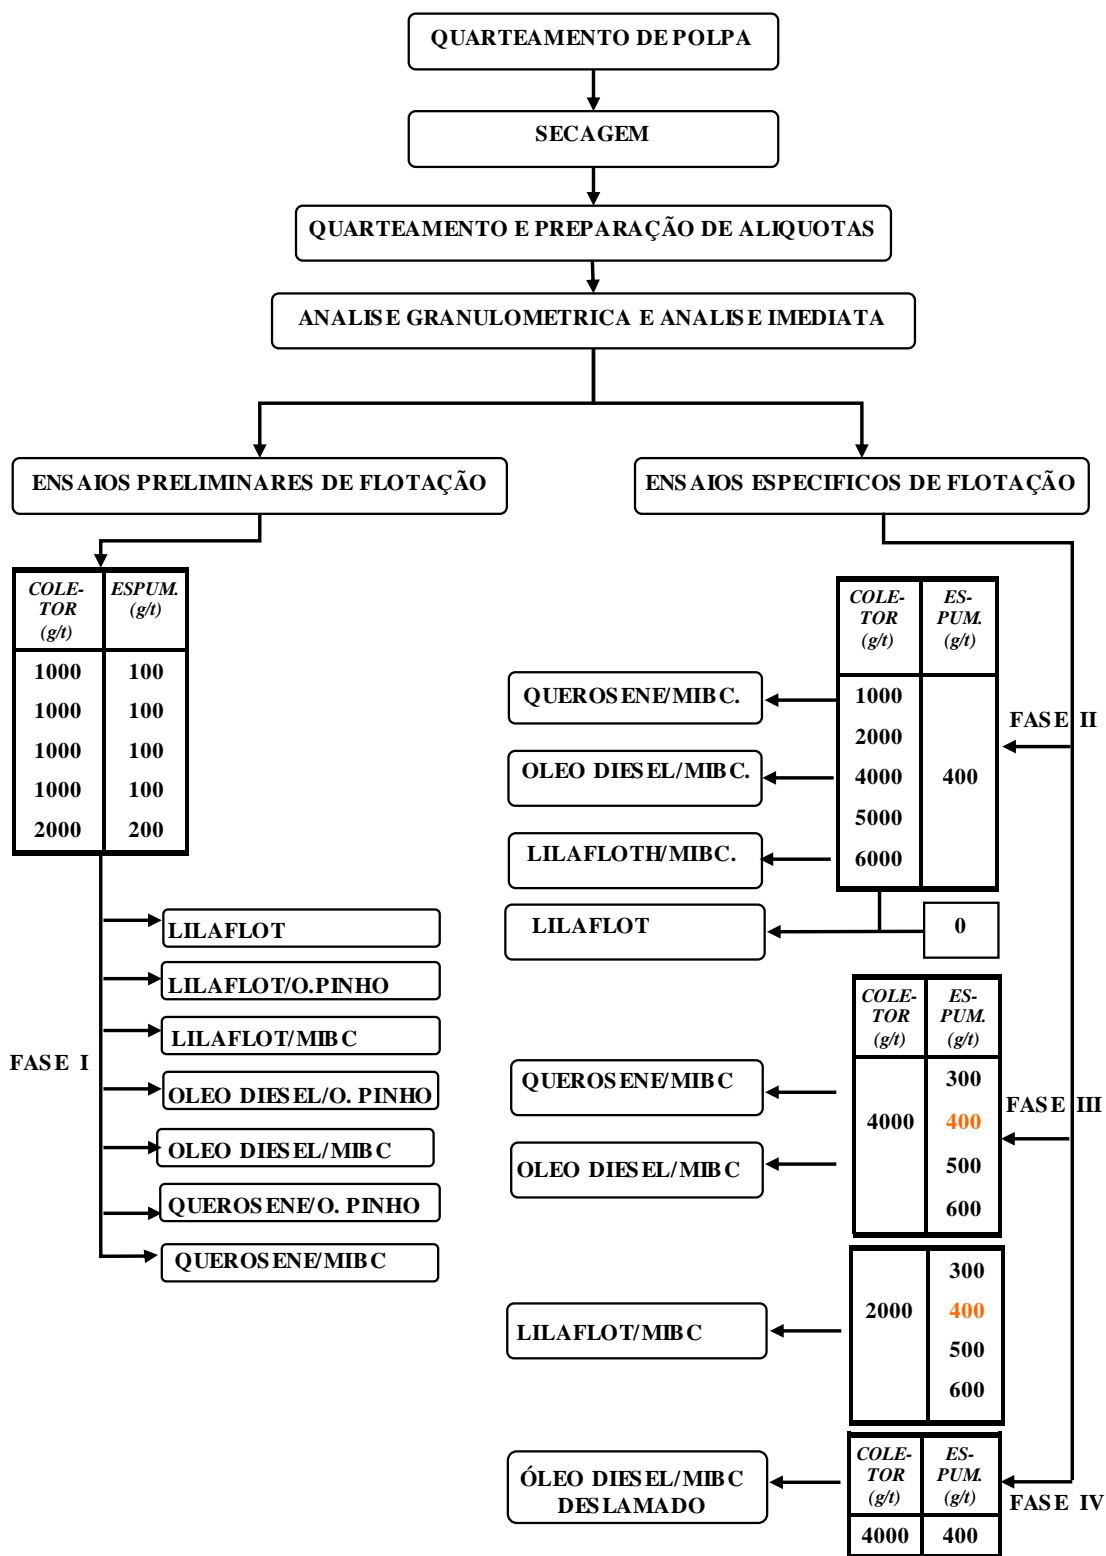 QUARTEAMENTO DE POLPA
SECAGEM
QUARTEAMENTO E PREPARAÇÃO DE ALIQUOTAS
ANALISE GRANULOMETRICA E ANALISE IMEDIATA
ENSAIOS PRELIMINARES DE FLOTAÇÃO
COLE- ESPUM.
TOR (g/t)
(g/t)
1000 100
1000 100
1000 100
1000 100
2000 200
FASE I
LILAFLOT
LILAFLOT/O.PINHO
LILAFLOT/MIBC
OLEO DIESEL/O. PINHO
OLEO DIESEL/MIBC
QUEROSENE/O. PINHO
QUEROSENE/MIBC
ENSAIOS ESPECIFICOS DE FLOTAÇÃO
COLE- ES-
TOR PUM.
(g/t) (g/t)
QUEROSENE/MIBC. 1000
FASE II
2000
OLEO DIESEL/MIBC. 4000 400
5000
LILAFLOTH/MIBC. 6000
LILAFLOT 0
COLE- ES-
TOR PUM.
(g/t) (g/t)
QUEROSENE/MIBC 300
FASE III
4000 400
OLEO DIESEL/MIBC 500
600
300
2000 400
LILAFLOT/MIBC
500
600
COLE- ES-
TOR PUM.
(g/t) (g/t)
ÓLEO DIESEL/MIBC
DESLAMADO
FASE IV
4000 400